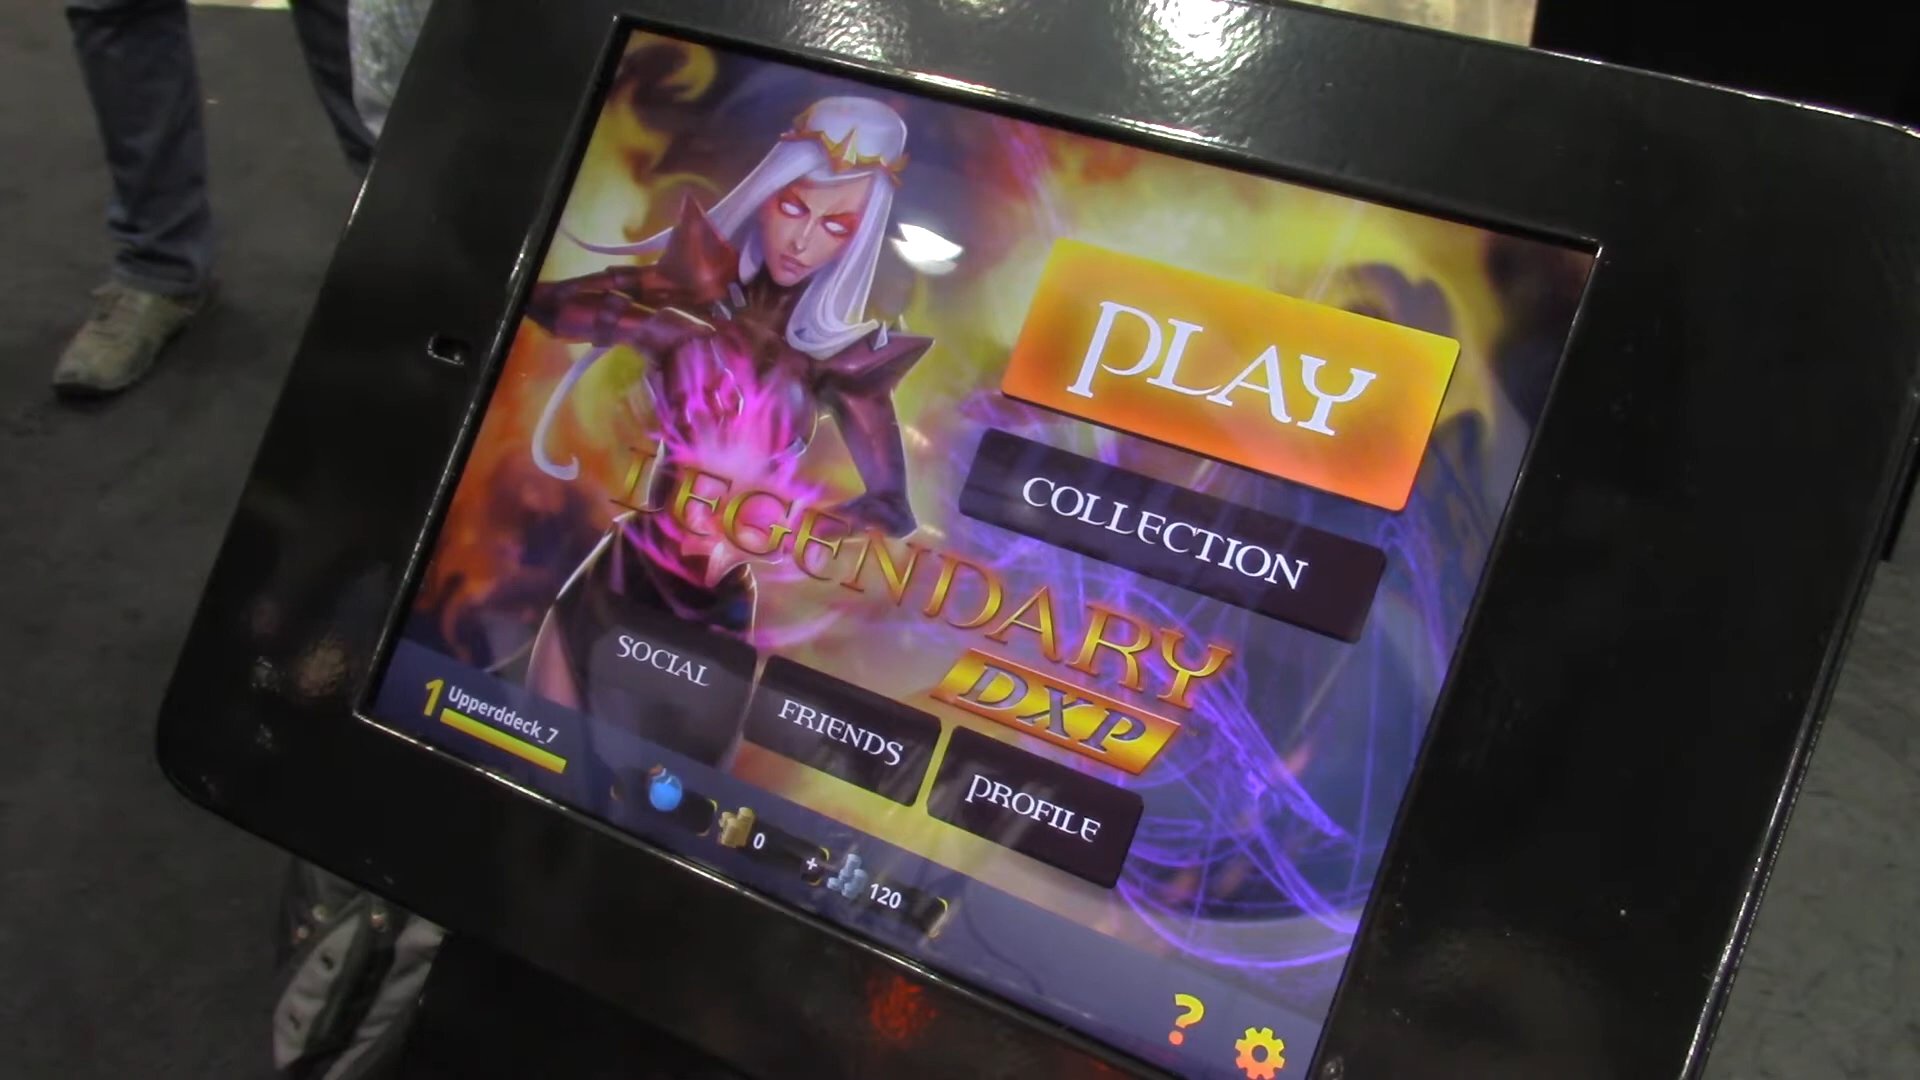 PLAY
COLLECTION
LEGENDARY
DXP
SOCIAL
FRIENDS
PROFILE
1 Upperddeck_7
0
+ 120
?